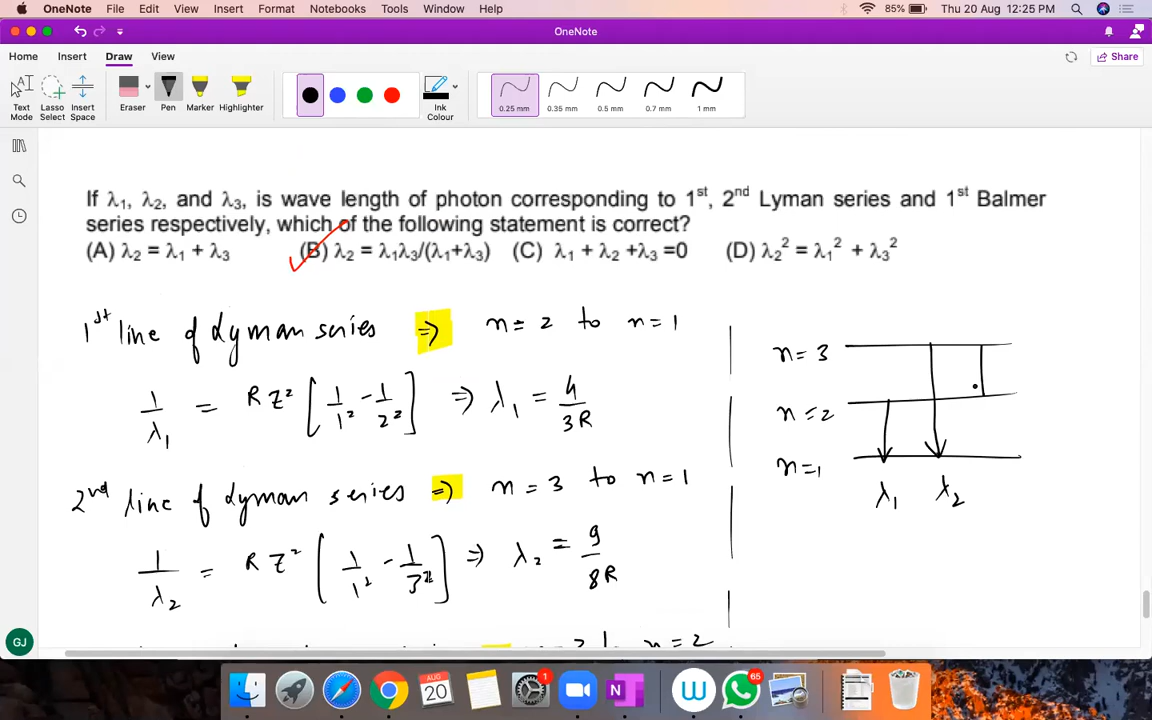 OneNote File Edit View Insert Format Notebooks Tools Window Help 85% Thu 20 Aug 12:25 PM
OneNote
Home Insert Draw View Share
Text Mode Lasso Select Insert Space Eraser Pen Marker Highlighter 0.25 mm 0.35 mm 0.5 mm 0.7 mm 1 mm Ink Colour
If λ₁, λ₂, and λ₃, is wave length of photon corresponding to 1ˢᵗ, 2ⁿᵈ Lyman series and 1ˢᵗ Balmer
series respectively, which of the following statement is correct?
(A) λ₂ = λ₁ + λ₃ (B) λ₂ = λ₁λ₃/(λ₁+λ₃) (C) λ₁ + λ₂ +λ₃ =0 (D) λ₂² = λ₁² + λ₃²
1st line of Lyman series => n = 2 to n = 1
1/λ₁ = RZ² [1/1² - 1/2²] => λ₁ = 4/3R
2nd line of Lyman series => n = 3 to n = 1
1/λ₂ = RZ² [1/1² - 1/3²] => λ₂ = 9/8R
n = 2
n = 3
n = 2
n = 1
λ₁ λ₂
GJ
AUG 20 1 65